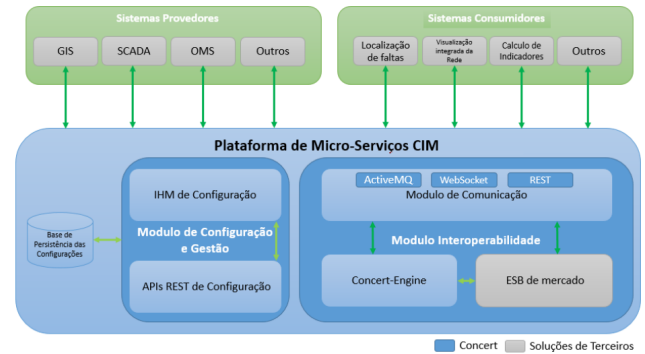 Sistemas Provedores
GIS
SCADA
OMS
Outros
Sistemas Consumidores
Localização
de faltas
Visualização
integrada da
Rede
Calculo de
Indicadores
Outros
Plataforma de Micro-Serviços CIM
IHM de Configuração
Modulo de Configuração
e Gestão
APIs REST de Configuração
Base de
Persistência das
Configurações
ActiveMQ
WebSocket
REST
Modulo de Comunicação
Modulo Interoperabilidade
Concert-Engine
ESB de mercado
Concert
Soluções de Terceiros